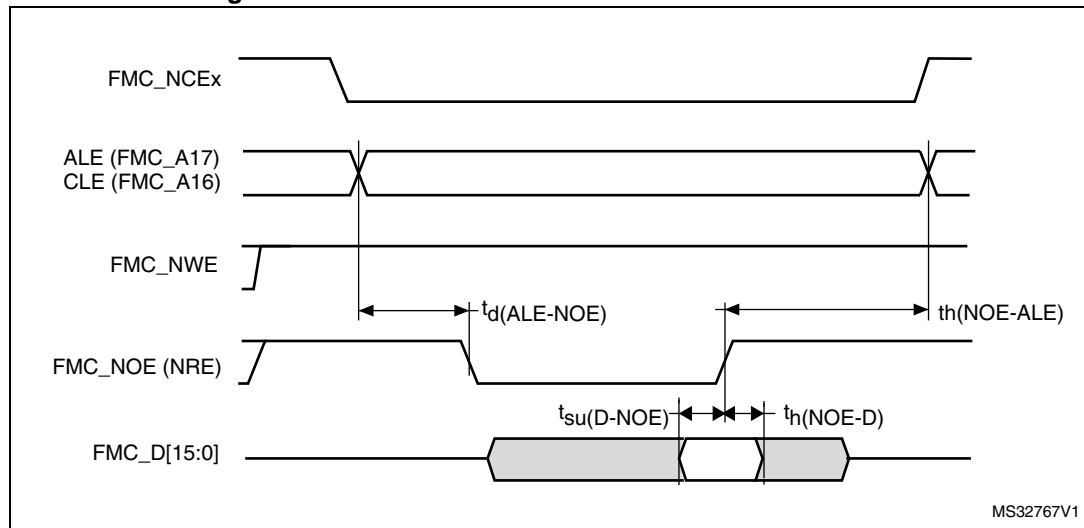 FMC_NCEx
ALE (FMC_A17)
CLE (FMC_A16)
FMC_NWE
td(ALE-NOE)
th(NOE-ALE)
FMC_NOE (NRE)
tsu(D-NOE)
th(NOE-D)
FMC_D[15:0]
MS32767V1